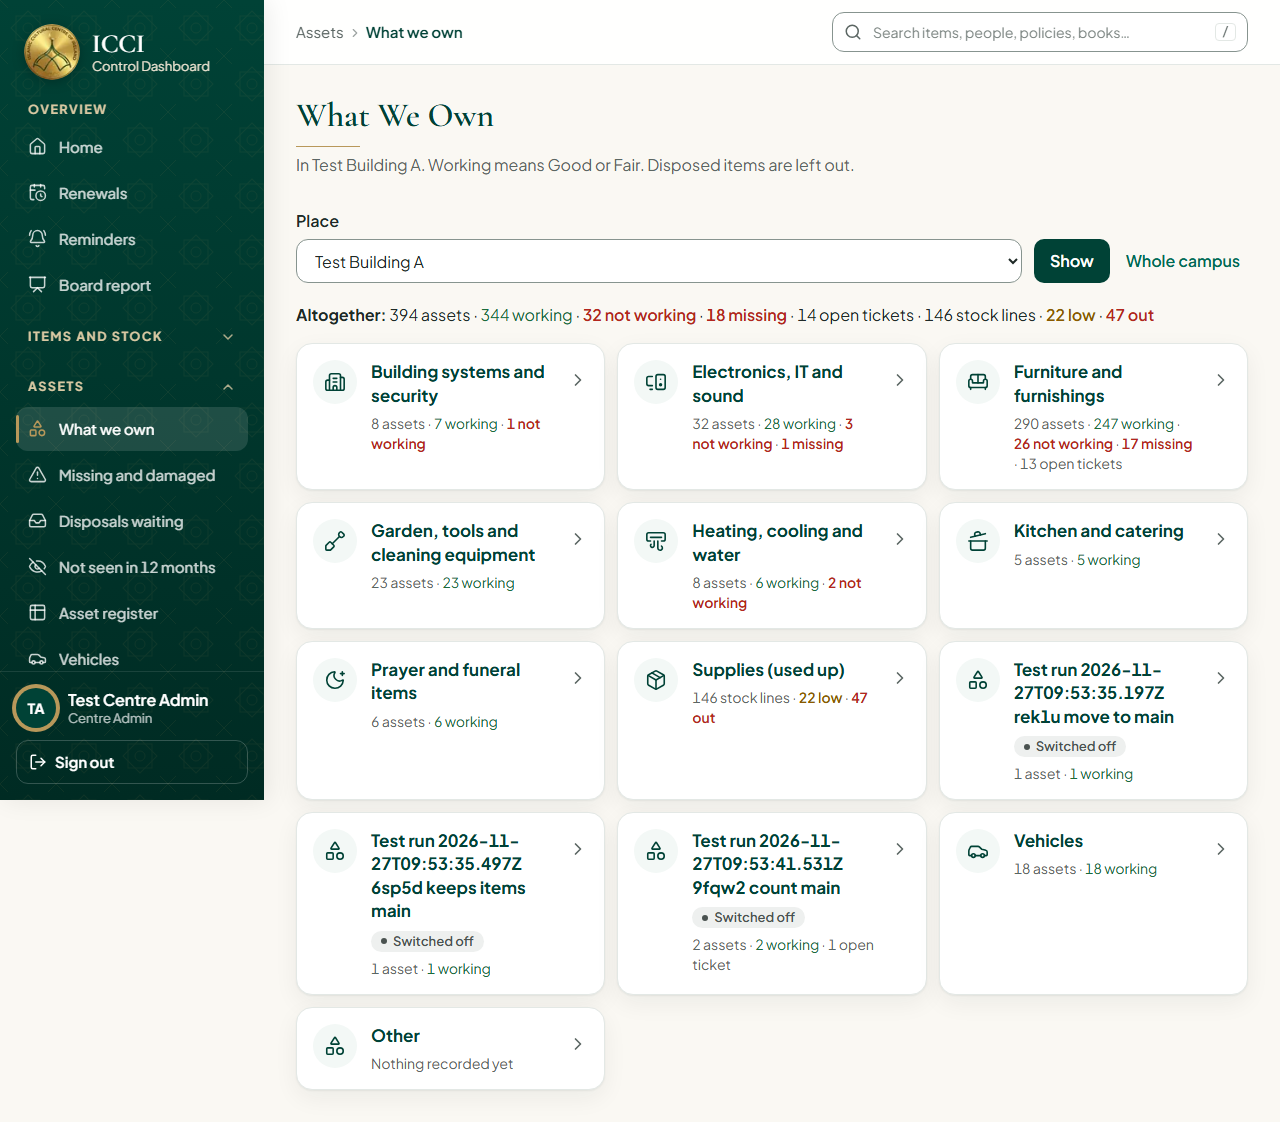 ICCI
Control Dashboard
OVERVIEW
Home
Renewals
Reminders
Board report
ITEMS AND STOCK
ASSETS
What we own
Missing and damaged
Disposals waiting
Not seen in 12 months
Asset register
Vehicles
TA
Test Centre Admin
Centre Admin
Sign out
Assets > What we own
Search items, people, policies, books…
/
What We Own
In Test Building A. Working means Good or Fair. Disposed items are left out.
Place
Test Building A
Show
Whole campus
Altogether: 394 assets · 344 working · 32 not working · 18 missing · 14 open tickets · 146 stock lines · 22 low · 47 out
Building systems and
security
8 assets · 7 working · 1 not
working
Electronics, IT and
sound
32 assets · 28 working · 3
not working · 1 missing
Furniture and
furnishings
290 assets · 247 working ·
26 not working · 17 missing
· 13 open tickets
Garden, tools and
cleaning equipment
23 assets · 23 working
Heating, cooling and
water
8 assets · 6 working · 2 not
working
Kitchen and catering
5 assets · 5 working
Prayer and funeral
items
6 assets · 6 working
Supplies (used up)
146 stock lines · 22 low · 47
out
Test run 2026-11-
27T09:53:35.197Z
rek1u move to main
Switched off
1 asset · 1 working
Test run 2026-11-
27T09:53:35.497Z
6sp5d keeps items
main
Switched off
1 asset · 1 working
Test run 2026-11-
27T09:53:41.531Z
9fqw2 count main
Switched off
2 assets · 2 working · 1 open
ticket
Vehicles
18 assets · 18 working
Other
Nothing recorded yet